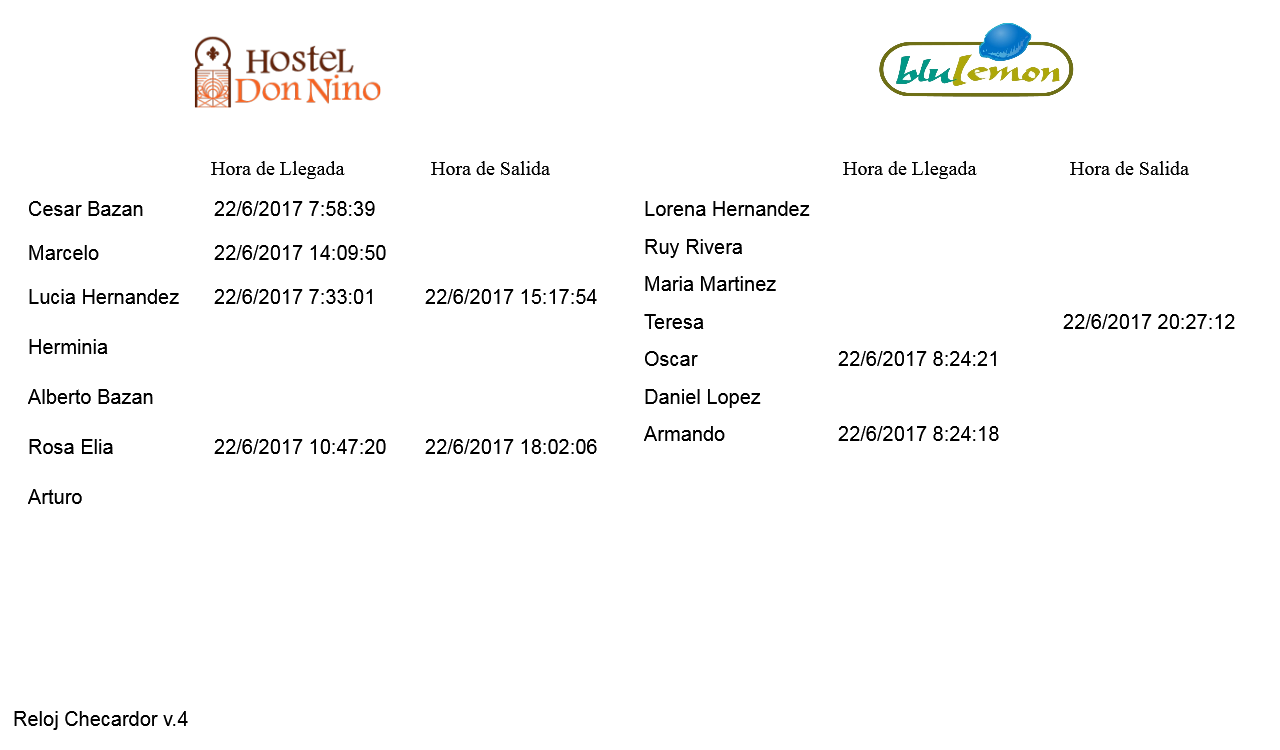 Hostel
Don Nino
blulemon
Hora de Llegada Hora de Salida
Cesar Bazan 22/6/2017 7:58:39
Marcelo 22/6/2017 14:09:50
Lucia Hernandez 22/6/2017 7:33:01 22/6/2017 15:17:54
Herminia
Alberto Bazan
Rosa Elia 22/6/2017 10:47:20 22/6/2017 18:02:06
Arturo
Hora de Llegada Hora de Salida
Lorena Hernandez
Ruy Rivera
Maria Martinez
Teresa 22/6/2017 20:27:12
Oscar 22/6/2017 8:24:21
Daniel Lopez
Armando 22/6/2017 8:24:18
Reloj Checardor v.4